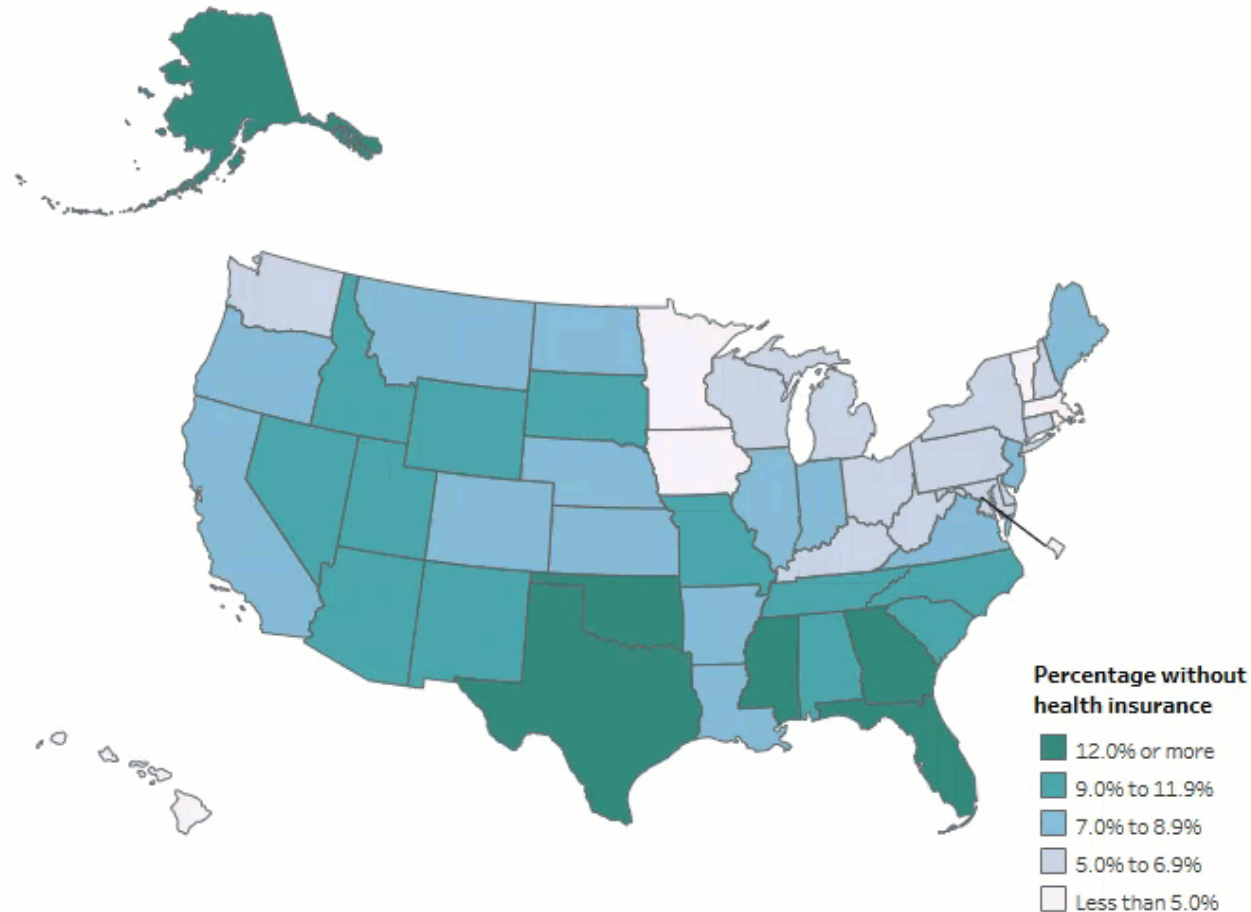 Percentage without
health insurance
12.0% or more
9.0% to 11.9%
7.0% to 8.9%
5.0% to 6.9%
Less than 5.0%